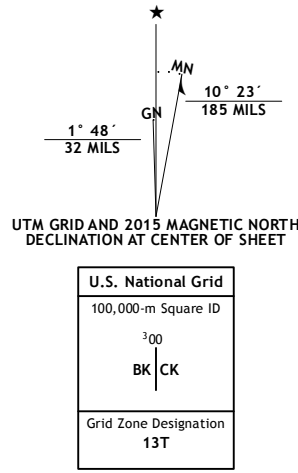 ★
MN
GN
10° 23´
185 MILS
1° 48´
32 MILS
UTM GRID AND 2015 MAGNETIC NORTH
DECLINATION AT CENTER OF SHEET
U.S. National Grid
100,000-m Square ID
³00
BK CK
Grid Zone Designation
13T